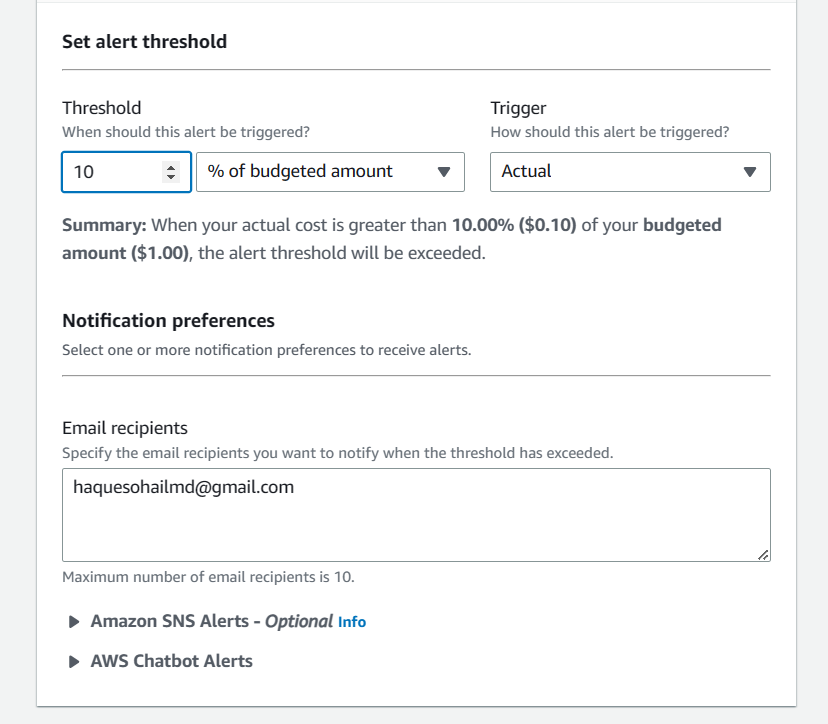 Set alert threshold
Threshold
When should this alert be triggered?
10
% of budgeted amount
Trigger
How should this alert be triggered?
Actual
Summary: When your actual cost is greater than 10.00% ($0.10) of your budgeted
amount ($1.00), the alert threshold will be exceeded.
Notification preferences
Select one or more notification preferences to receive alerts.
Email recipients
Specify the email recipients you want to notify when the threshold has exceeded.
haquesohailmd@gmail.com
Maximum number of email recipients is 10.
Amazon SNS Alerts - Optional Info
AWS Chatbot Alerts